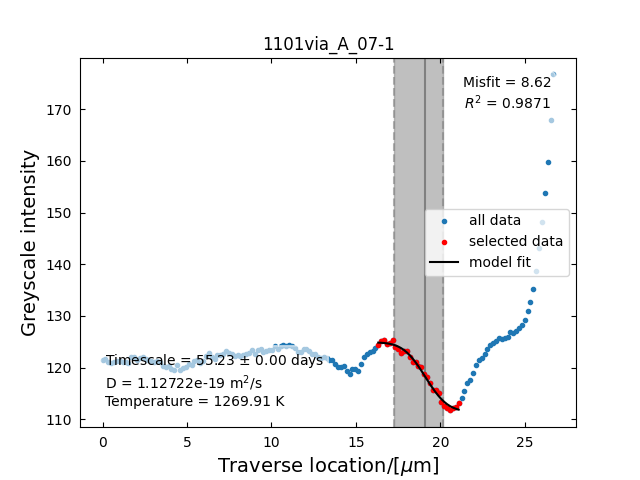 1101via_A_07-1
Misfit = 8.62
R² = 0.9871
all data
selected data
model fit
Timescale = 55.23 ± 0.00 days
D = 1.12722e-19 m²/s
Temperature = 1269.91 K
Greyscale intensity
170
160
150
140
130
120
110
0 5 10 15 20 25
Traverse location/[μm]